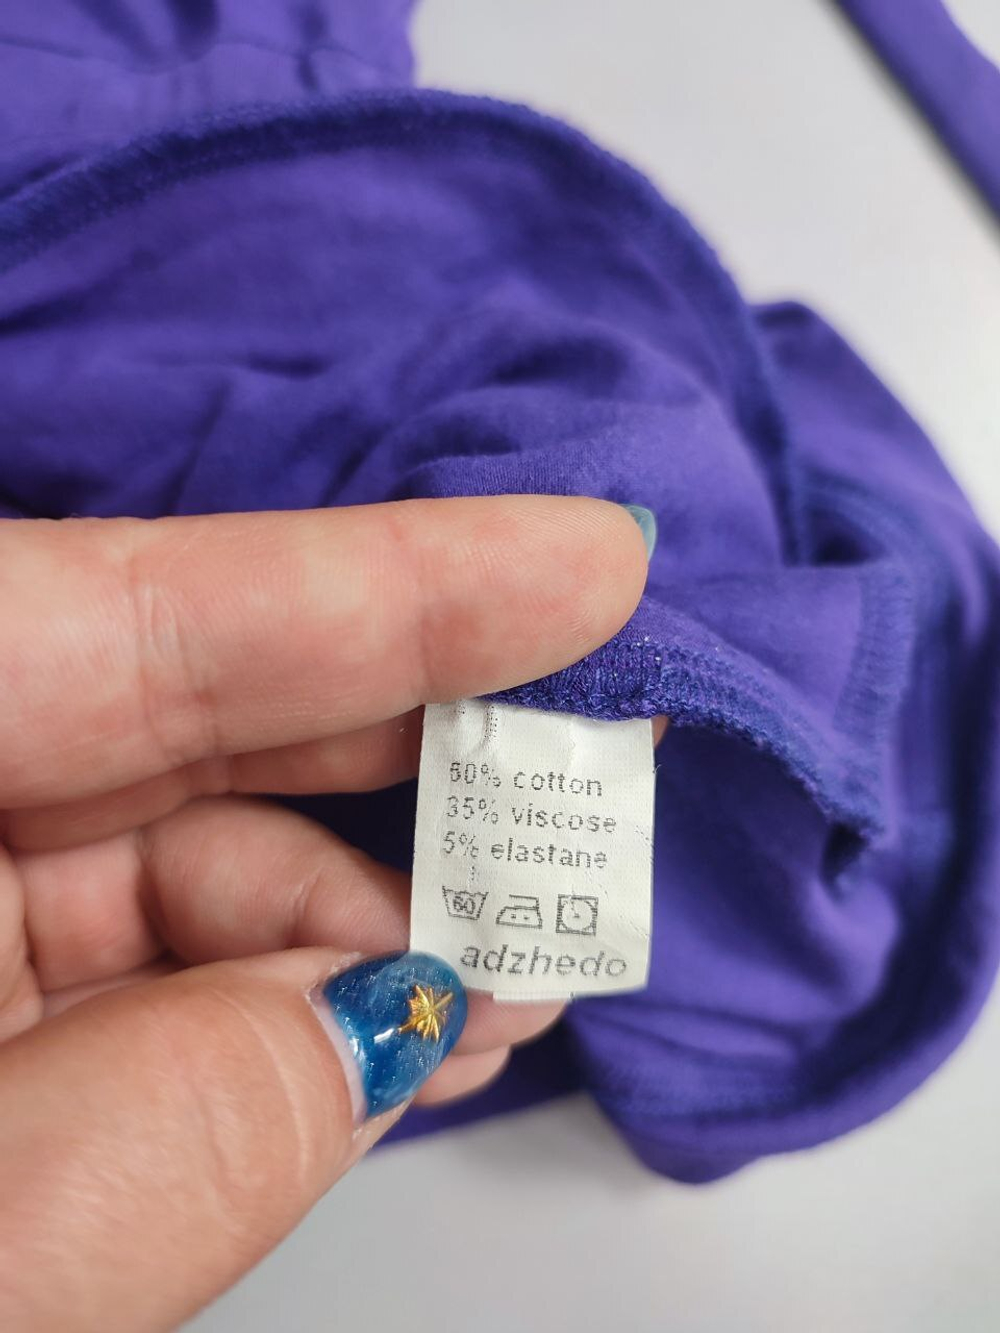 60% cotton
35% viscose
5% elastane
adzhedo